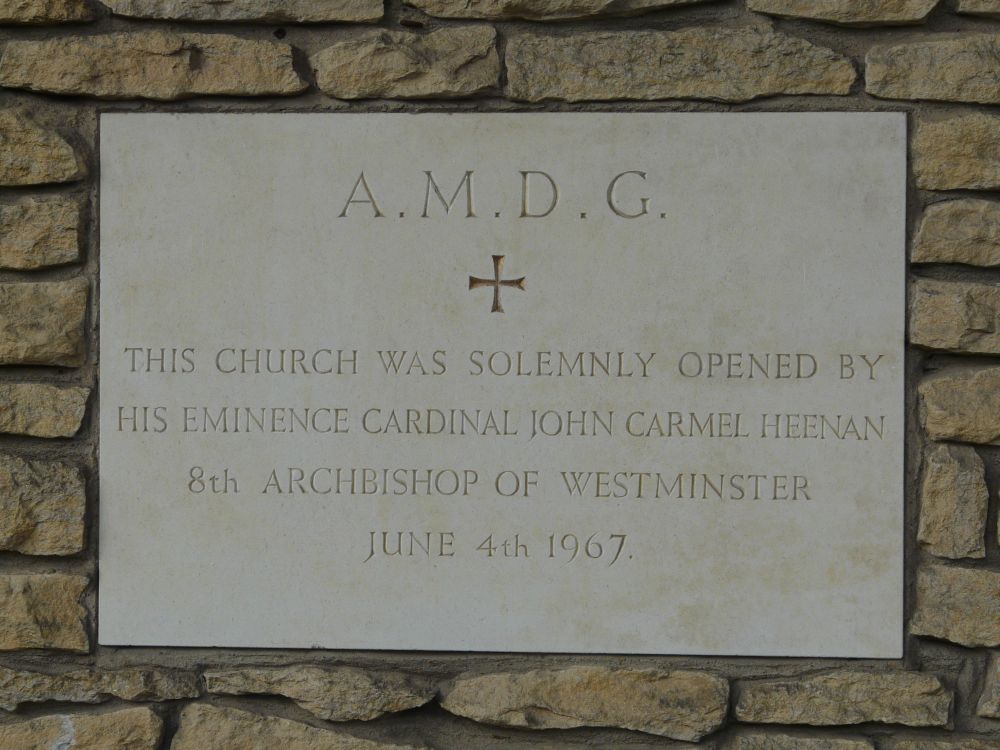 A.M.D.G.
THIS CHURCH WAS SOLEMNLY OPENED BY
HIS EMINENCE CARDINAL JOHN CARMEL HEENAN
8th ARCHBISHOP OF WESTMINSTER
JUNE 4th 1967.